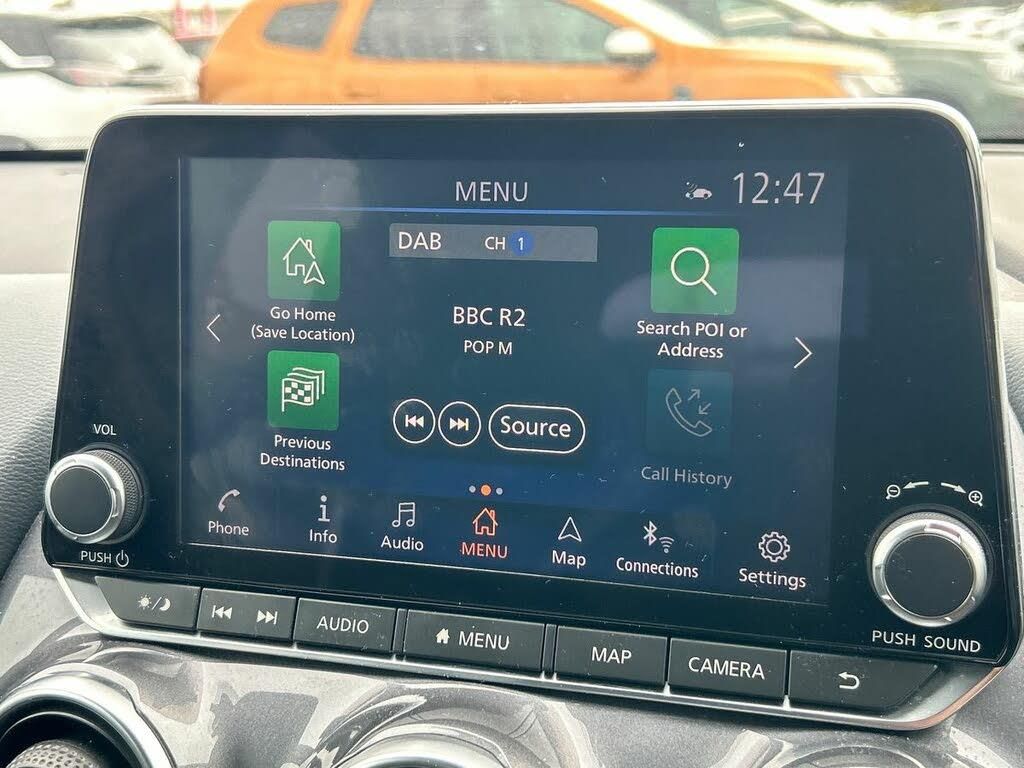 MENU
12:47
DAB CH 1
Go Home
(Save Location)
BBC R2
POP M
Search POI or
Address
Previous
Destinations
Source
Call History
VOL
PUSH
Phone
Info
Audio
MENU
Map
Connections
Settings
PUSH SOUND
AUDIO
MENU
MAP
CAMERA